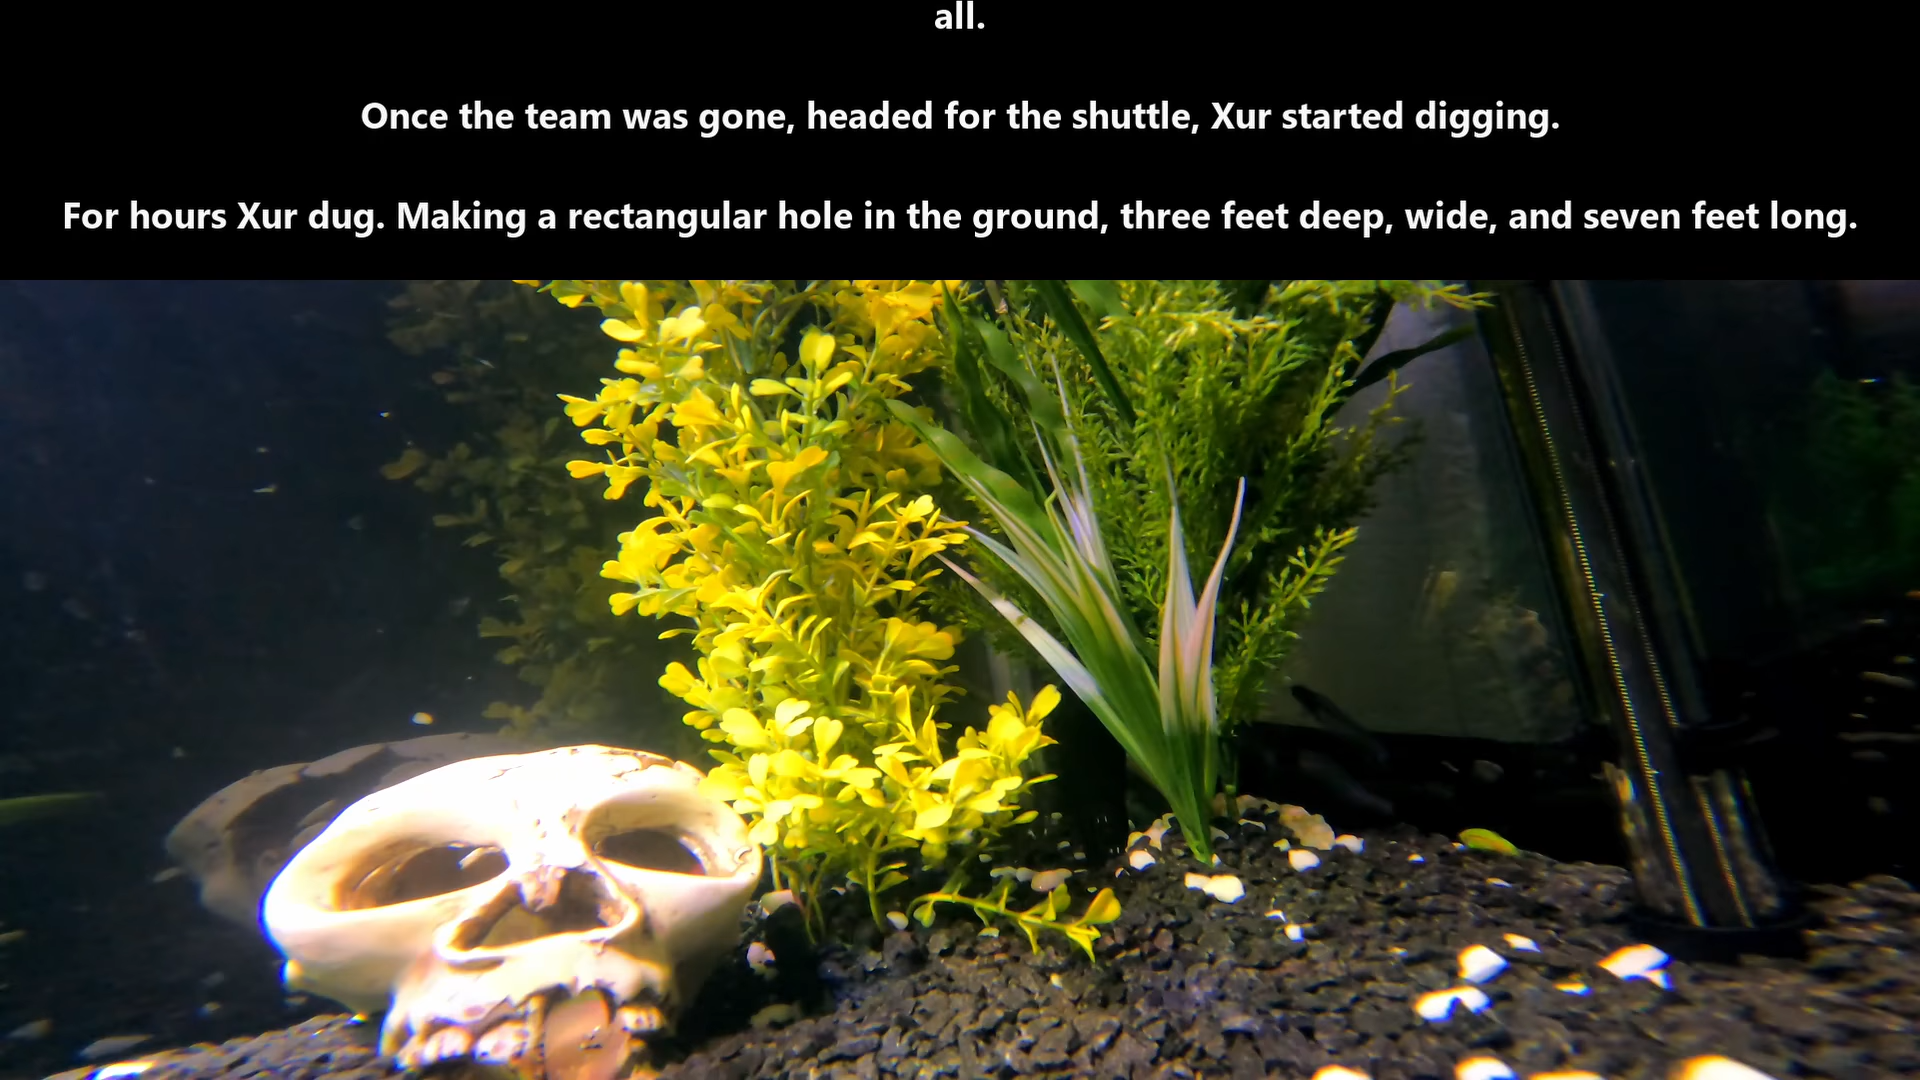 all.
Once the team was gone, headed for the shuttle, Xur started digging.
For hours Xur dug. Making a rectangular hole in the ground, three feet deep, wide, and seven feet long.